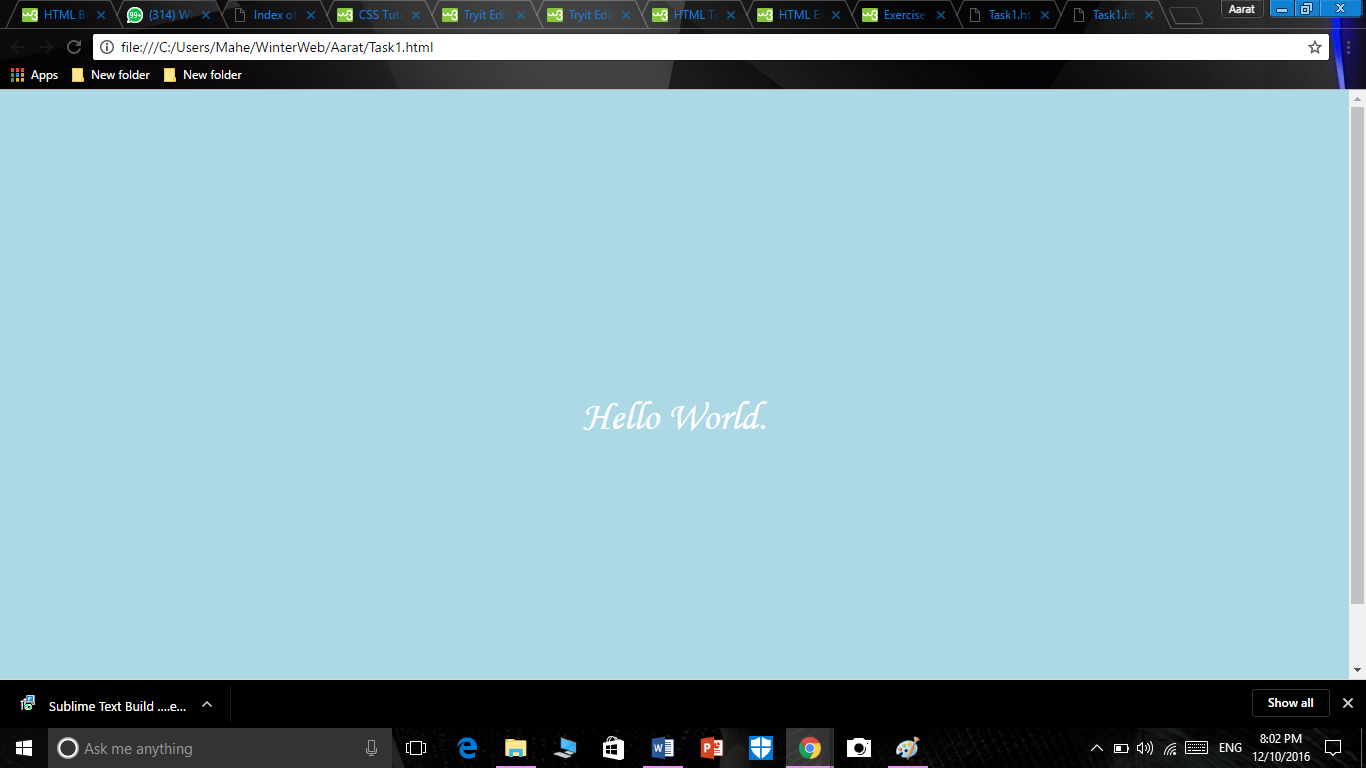 HTML B
(314) W
Index of
CSS Tut
Tryit Edi
Tryit Edi
HTML T
HTML E
Exercise
Task1.ht
Task1.ht
Aarat
file:///C:/Users/Mahe/WinterWeb/Aarat/Task1.html
Apps New folder New folder
Hello World.
Sublime Text Build ....e...
Show all
Ask me anything
ENG
8:02 PM
12/10/2016